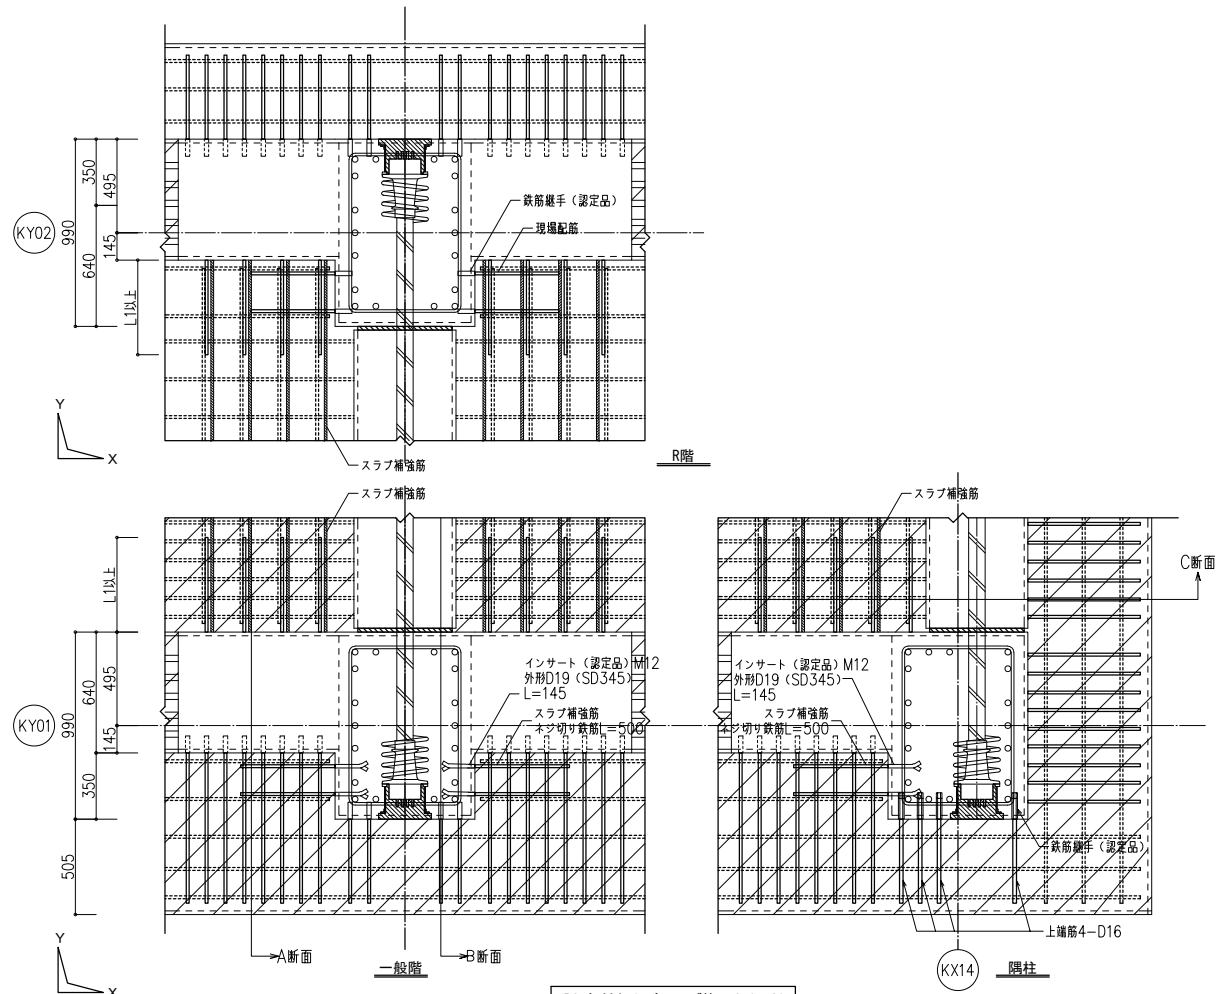 鉄筋継手（認定品）
現場配筋
350
495
990
145
640
L1以上
KY02
Y
X
スラブ補強筋
R階
スラブ補強筋
スラブ補強筋
C断面
L1以上
インサート（認定品）M12
外形D19（SD345）
L=145
スラブ補強筋
ネジ切り鉄筋L=500
インサート（認定品）M12
外形D19（SD345）
L=145
スラブ補強筋
ネジ切り鉄筋L=500
640
495
990
145
350
505
KY01
鉄筋継手（認定品）
上端筋4-D16
A断面
一般階
B断面
KX14
隅柱
Y
X